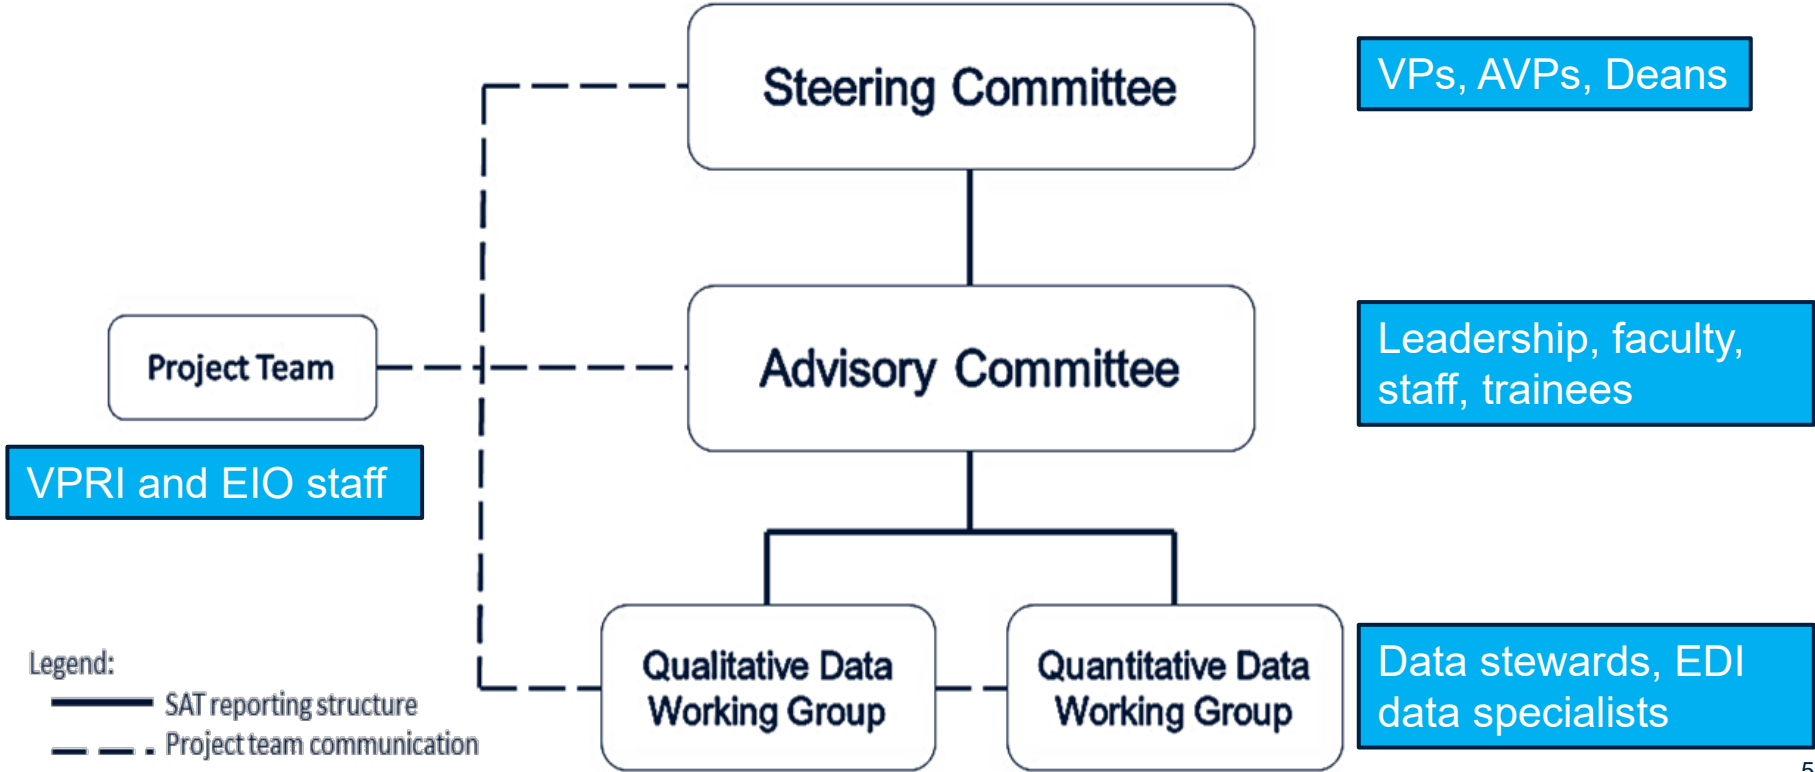 Steering Committee
VPs, AVPs, Deans
Project Team
Advisory Committee
Leadership, faculty,
staff, trainees
VPRI and EIO staff
Qualitative Data
Working Group
Quantitative Data
Working Group
Data stewards, EDI
data specialists
Legend:
SAT reporting structure
Project team communication
5